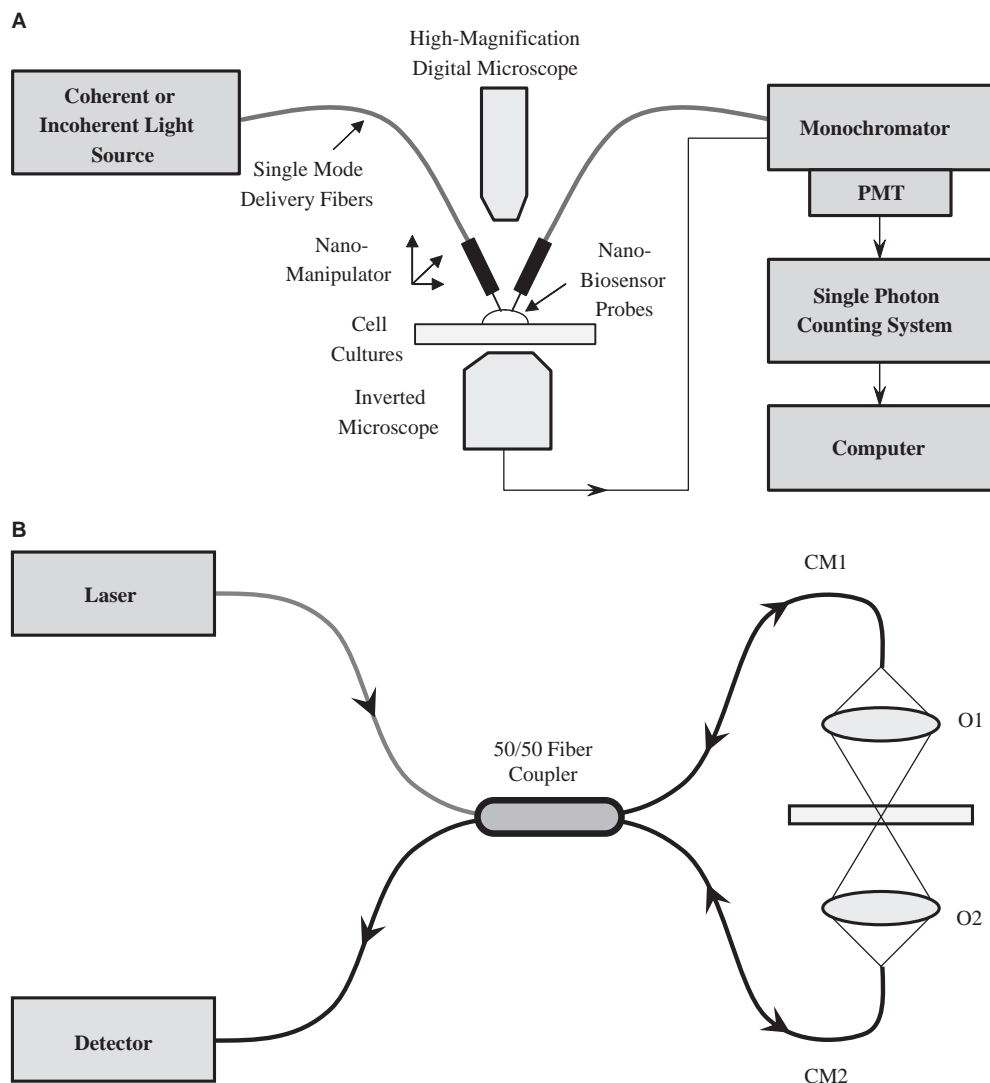 A
High-Magnification
Digital Microscope
Coherent or
Incoherent Light
Source
Monochromator
Single Mode
Delivery Fibers
PMT
Nano-
Manipulator
Nano-
Biosensor
Probes
Single Photon
Counting System
Cell
Cultures
Inverted
Microscope
Computer
B
Laser
CM1
O1
50/50 Fiber
Coupler
O2
Detector
CM2